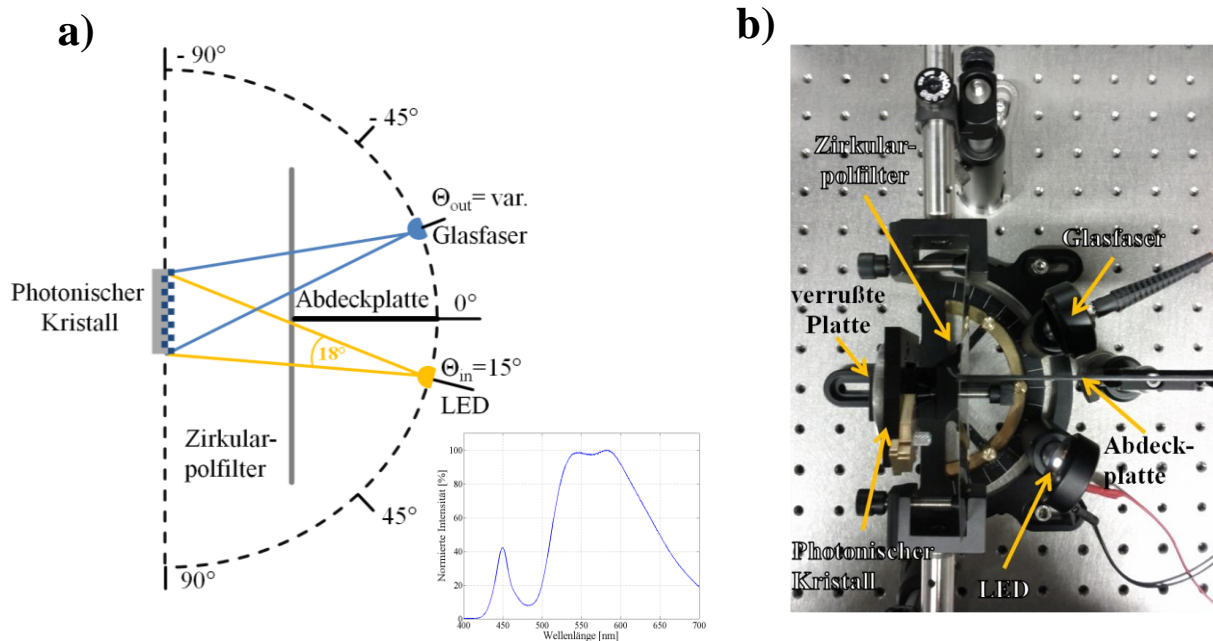 a)
- 90°
- 45°
Θout= var.
Glasfaser
Photonischer
Kristall
Abdeckplatte
0°
18°
Θin=15°
LED
Zirkular-
polfilter
45°
90°
Normierte Intensität [%]
100
80
60
40
20
0
400
450
500
550
600
650
700
Wellenlänge [nm]
b)
Zirkular-
polfilter
Glasfaser
verrußte
Platte
Abdeck-
platte
Photonischer
Kristall
LED